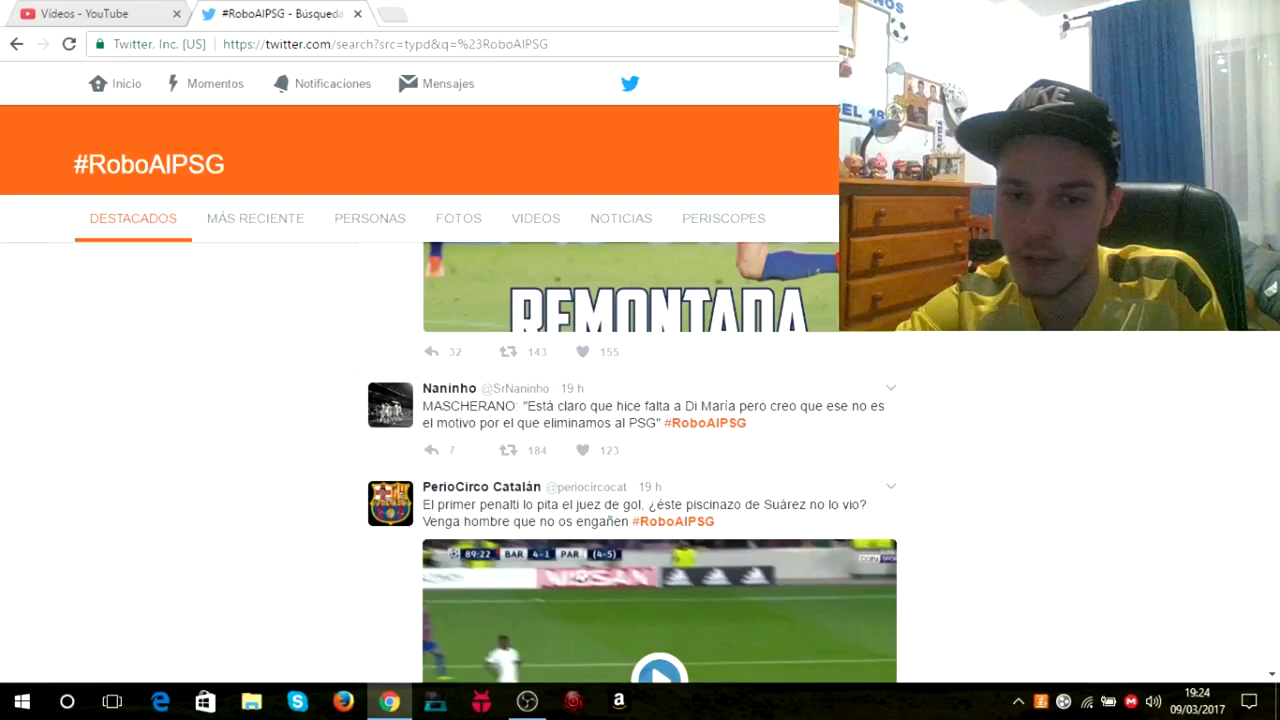 Vídeos - YouTube
#RoboAlPSG - Búsqueda
Twitter, Inc. [US]
https://twitter.com/search?src=typd&q=%23RoboAlPSG
Inicio
Momentos
Notificaciones
Mensajes
#RoboAlPSG
DESTACADOS
MÁS RECIENTE
PERSONAS
FOTOS
VIDEOS
NOTICIAS
PERISCOPES
REMONTADA
32 143 155
Naninho @SrNaninho · 19 h
MASCHERANO: "Está claro que hice falta a Di María pero creo que ese no es
el motivo por el que eliminamos al PSG" #RoboAlPSG
7 184 123
PerioCirco Catalán @periocircocat · 19 h
El primer penalti lo pita el juez de gol, ¿éste piscinazo de Suárez no lo vio?
Venga hombre que no os engañen #RoboAlPSG
89:22 BAR 4-1 PAR (4-5)
beIN
NISSAN
NIKE
19:24
09/03/2017